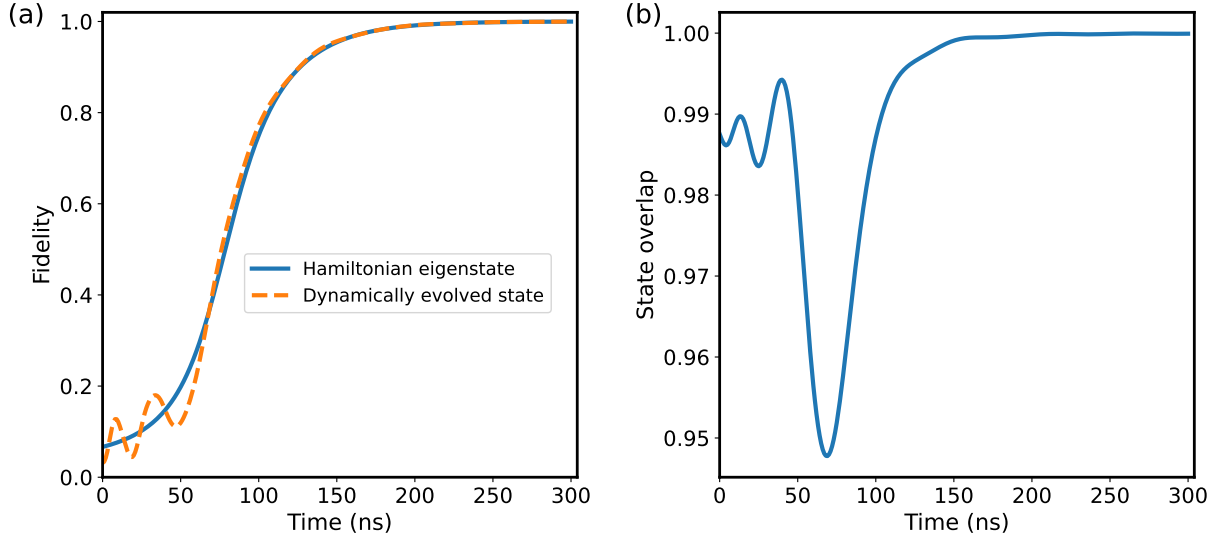 (a)
1.0
0.8
0.6
0.4
0.2
0.0
Fidelity
Hamiltonian eigenstate
Dynamically evolved state
0 50 100 150 200 250 300
Time (ns)
(b)
1.00
0.99
0.98
0.97
0.96
0.95
State overlap
0 50 100 150 200 250 300
Time (ns)